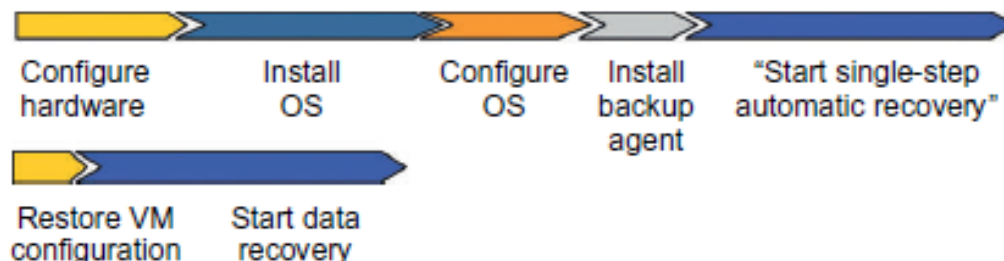 Configure hardware
Install OS
Configure OS
Install backup agent
“Start single-step automatic recovery”
Restore VM configuration
Start data recovery